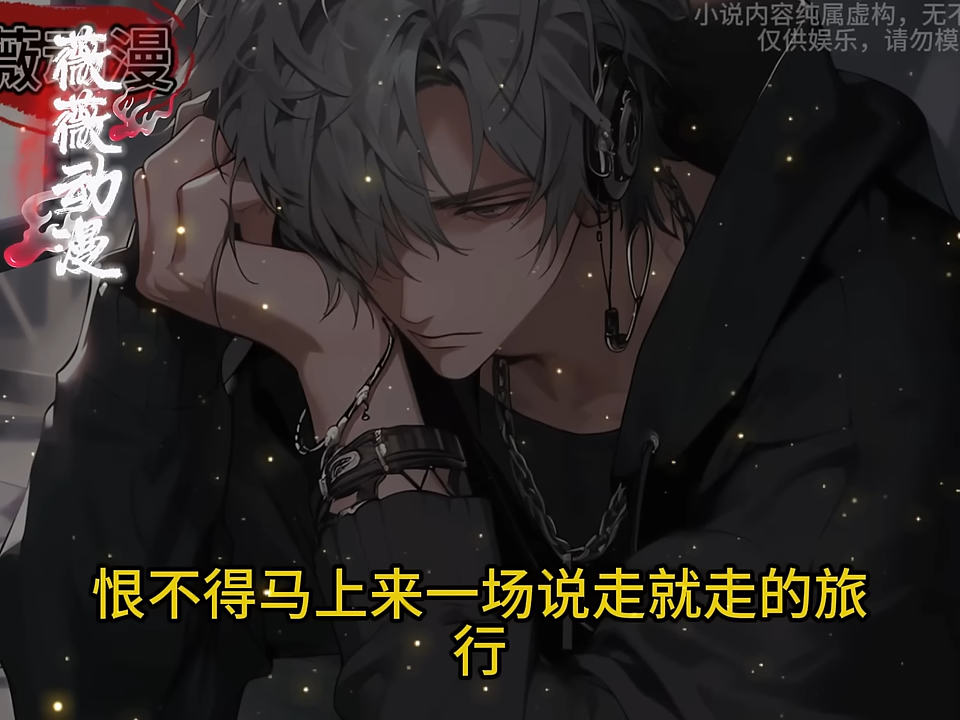 小说内容纯属虚构，无不
仅供娱乐，请勿模
薇动漫
薇薇动漫
恨不得马上来一场说走就走的旅
行